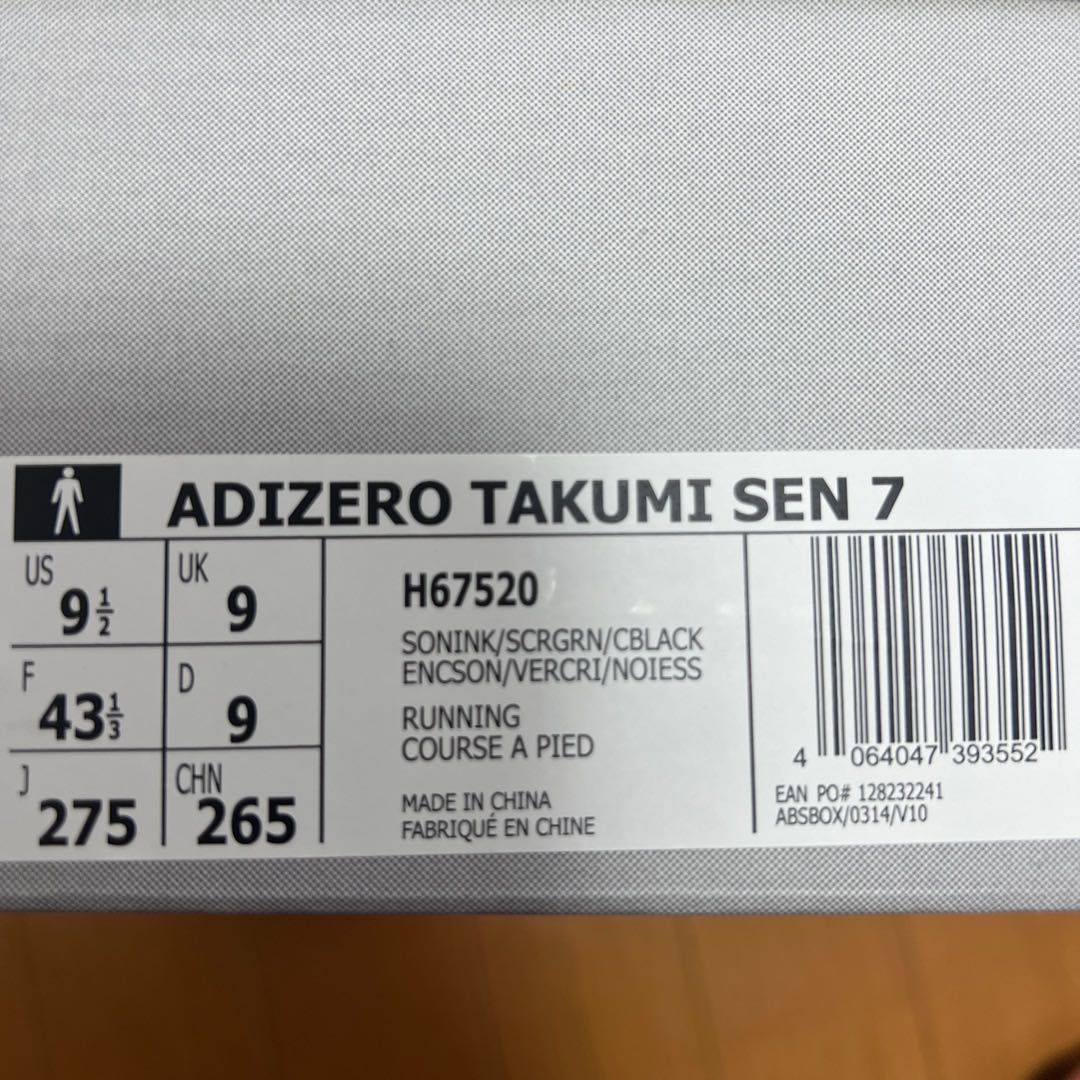 ADIZERO TAKUMI SEN 7
US 9½
UK 9
F 43⅓
D 9
J 275
CHN 265
H67520
SONINK/SCRGRN/CBLACK
ENCSON/VERCRI/NOIESS
RUNNING
COURSE A PIED
MADE IN CHINA
FABRIQUÉ EN CHINE
4 064047 393552
EAN PO# 128232241
ABSBOX/0314/V10